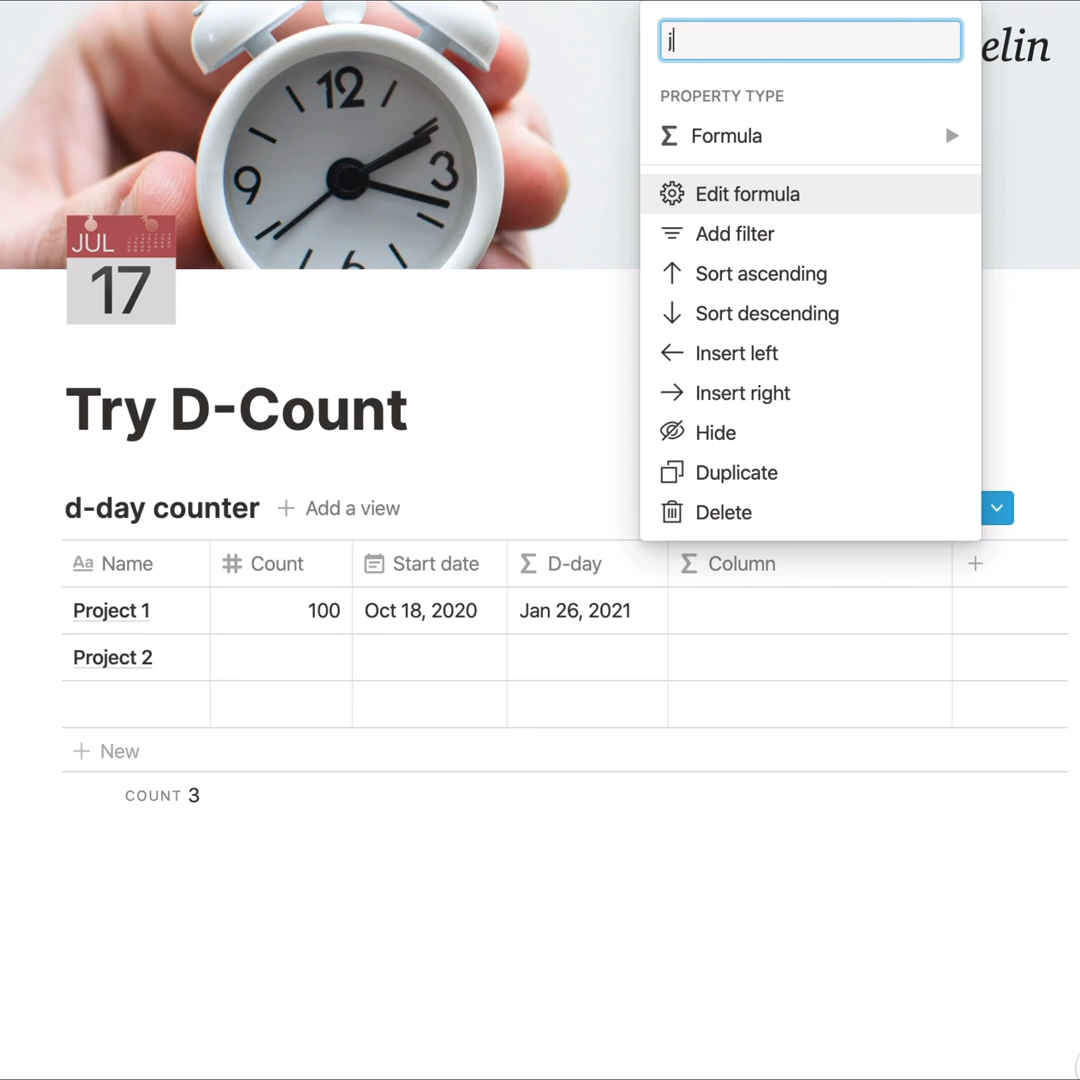 12
3
9
6
elin
j
PROPERTY TYPE
Formula
Edit formula
Add filter
Sort ascending
Sort descending
Insert left
Insert right
Hide
Duplicate
Delete
JUL
17
Try D-Count
d-day counter + Add a view
Aa Name # Count Start date Σ D-day Σ Column +
Project 1 100 Oct 18, 2020 Jan 26, 2021
Project 2
+ New
COUNT 3